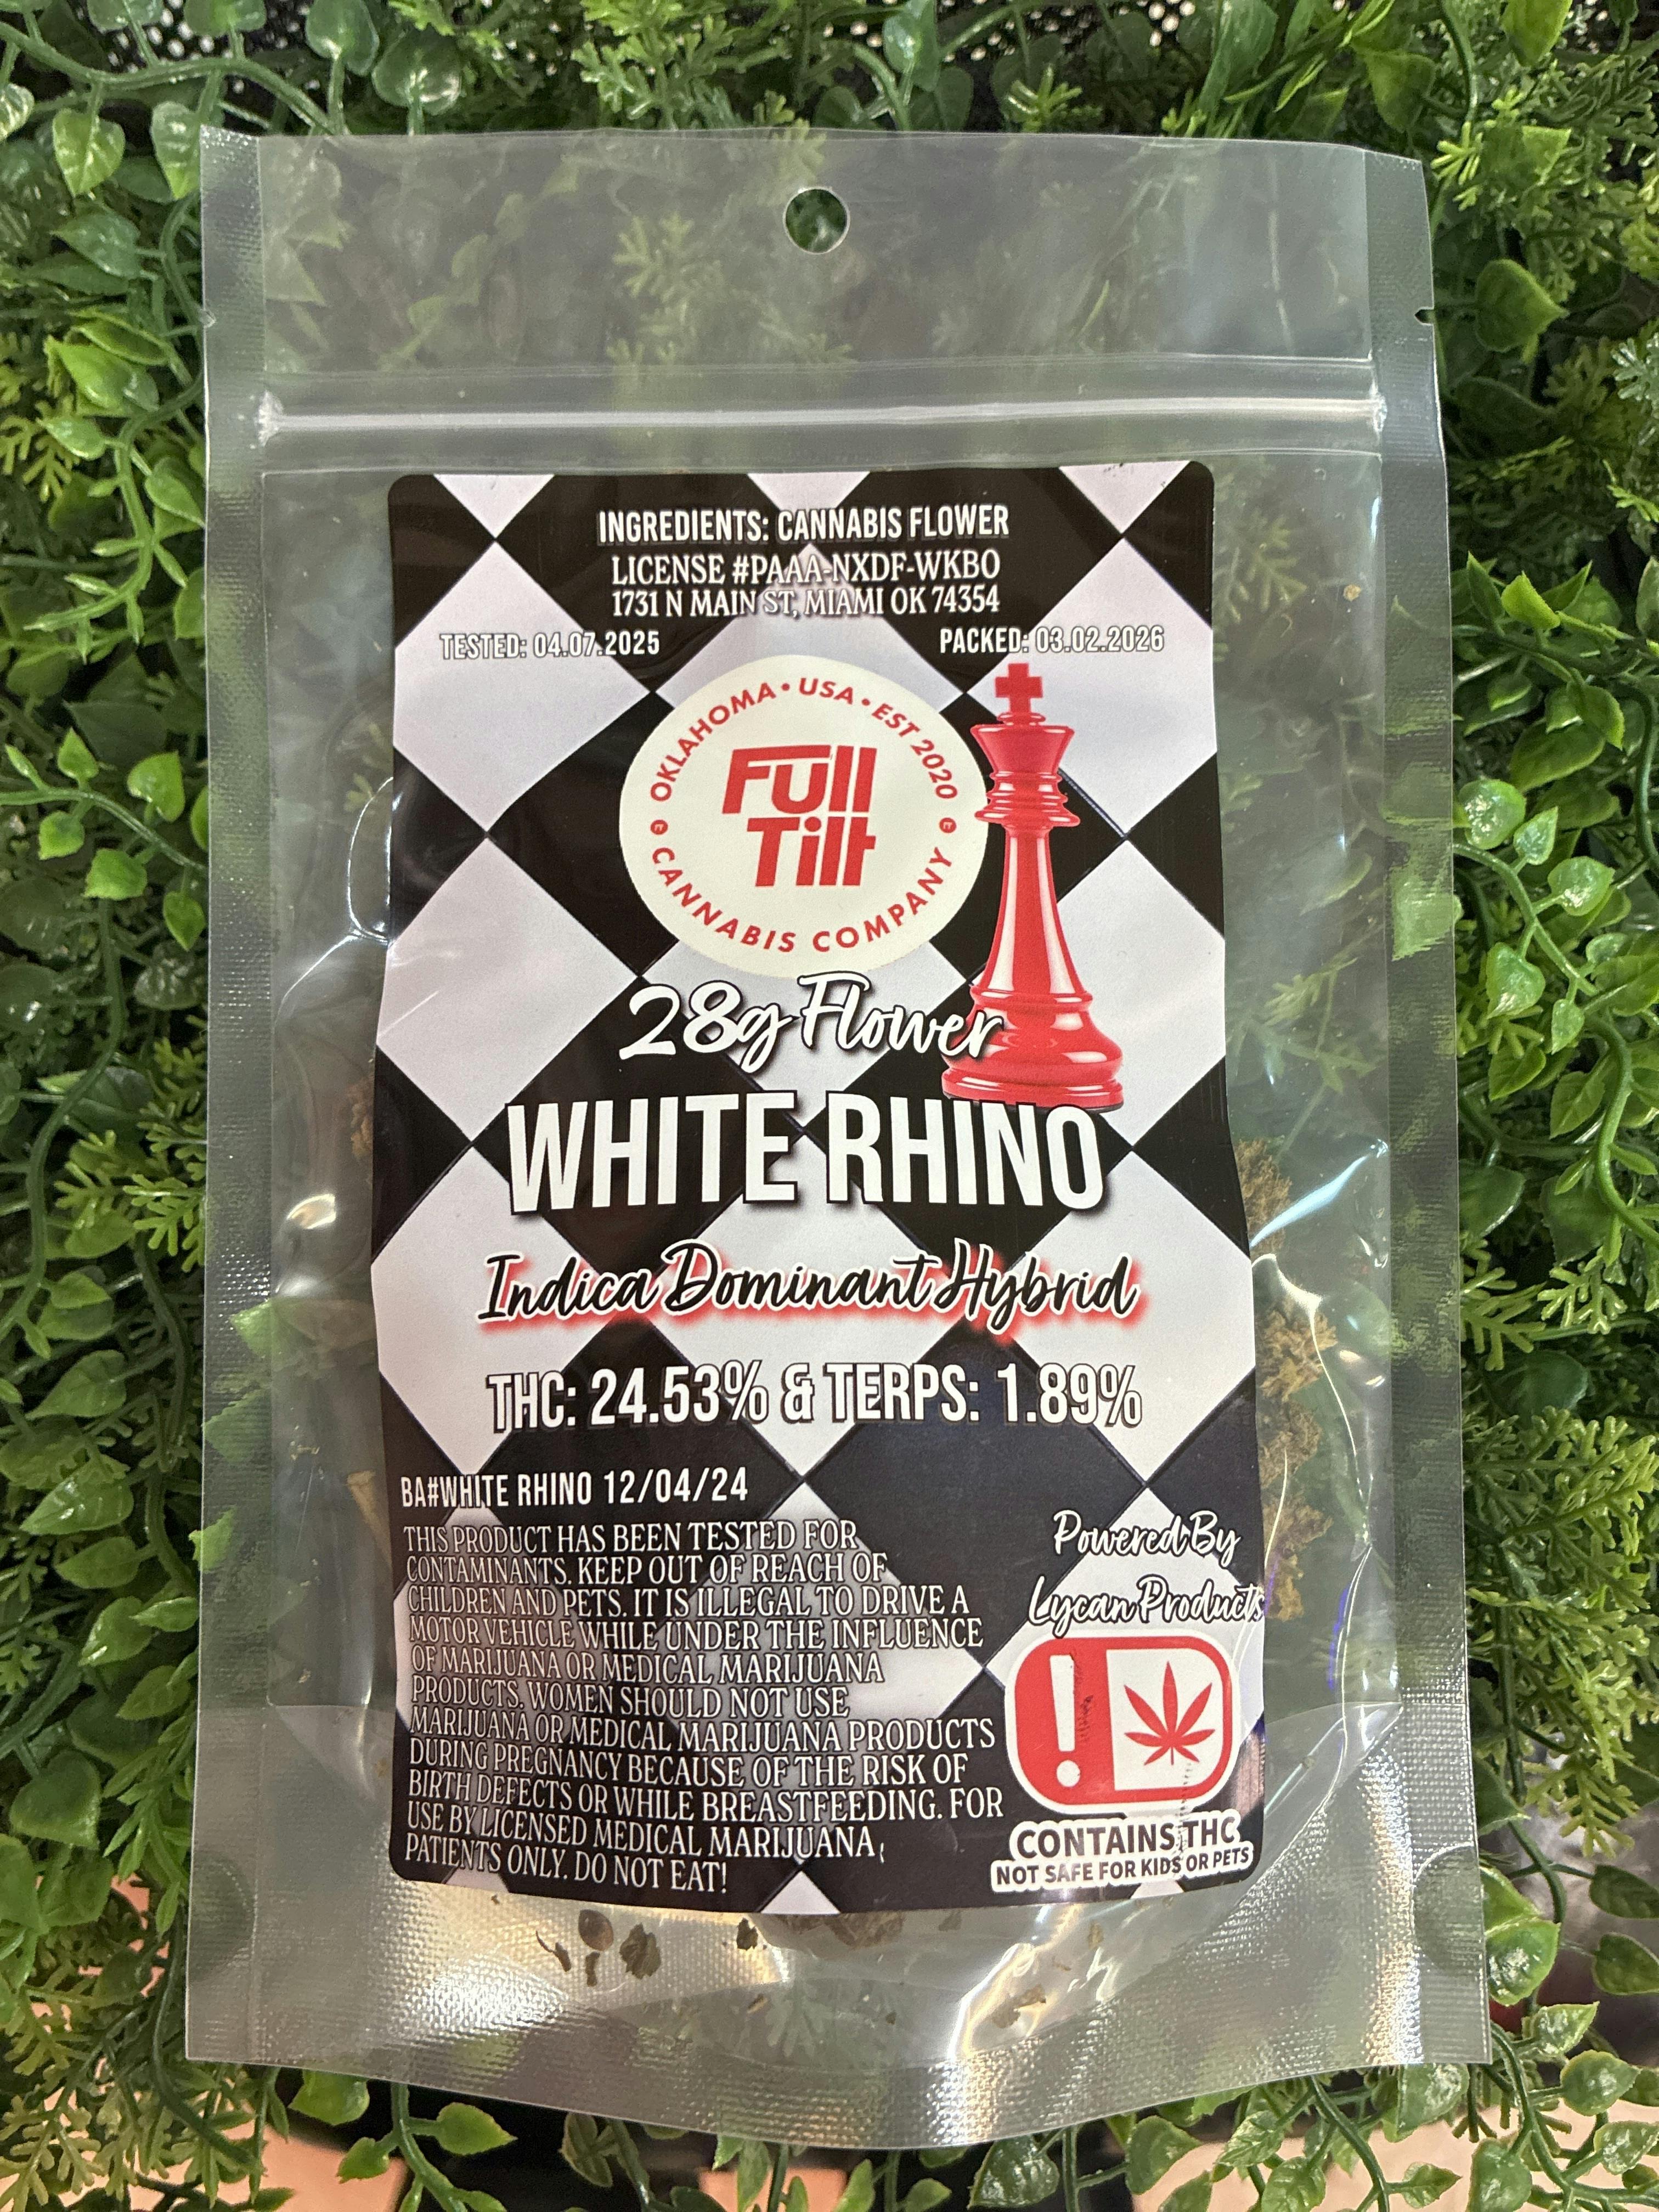 INGREDIENTS: CANNABIS FLOWER
LICENSE #PAAA-NXDF-WKBO
1731 N MAIN ST, MIAMI OK 74354
TESTED: 04.07.2025
PACKED: 03.02.2026
OKLAHOMA • USA • EST 2020
Full
Tilt
CANNABIS COMPANY
28g Flower
WHITE RHINO
Indica Dominant Hybrid
THC: 24.53% & TERPS: 1.89%
BA#WHITE RHINO 12/04/24
THIS PRODUCT HAS BEEN TESTED FOR
CONTAMINANTS. KEEP OUT OF REACH OF
CHILDREN AND PETS. IT IS ILLEGAL TO DRIVE A
MOTOR VEHICLE WHILE UNDER THE INFLUENCE
OF MARIJUANA OR MEDICAL MARIJUANA
PRODUCTS. WOMEN SHOULD NOT USE
MARIJUANA OR MEDICAL MARIJUANA PRODUCTS
DURING PREGNANCY BECAUSE OF THE RISK OF
BIRTH DEFECTS OR WHILE BREASTFEEDING. FOR
USE BY LICENSED MEDICAL MARIJUANA
PATIENTS ONLY. DO NOT EAT!
Powered By
Lycan Products
!
CONTAINS THC
NOT SAFE FOR KIDS OR PETS